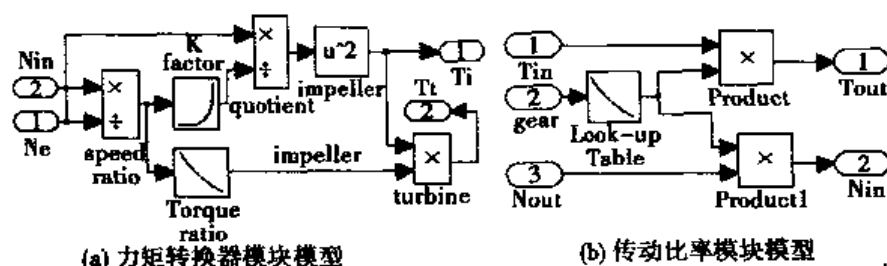 K
factor
Nin
2
×
÷
1
Ne
speed
ratio
×
÷
quotient
u^2
impeller
1
Ti
Tt
2
impeller
×
turbine
Torque
ratio
(a) 力矩转换器模块模型
1
Tin
2
gear
Look-up
Table
3
Nout
×
Product
1
Tout
×
Product1
2
Nin
(b) 传动比率模块模型